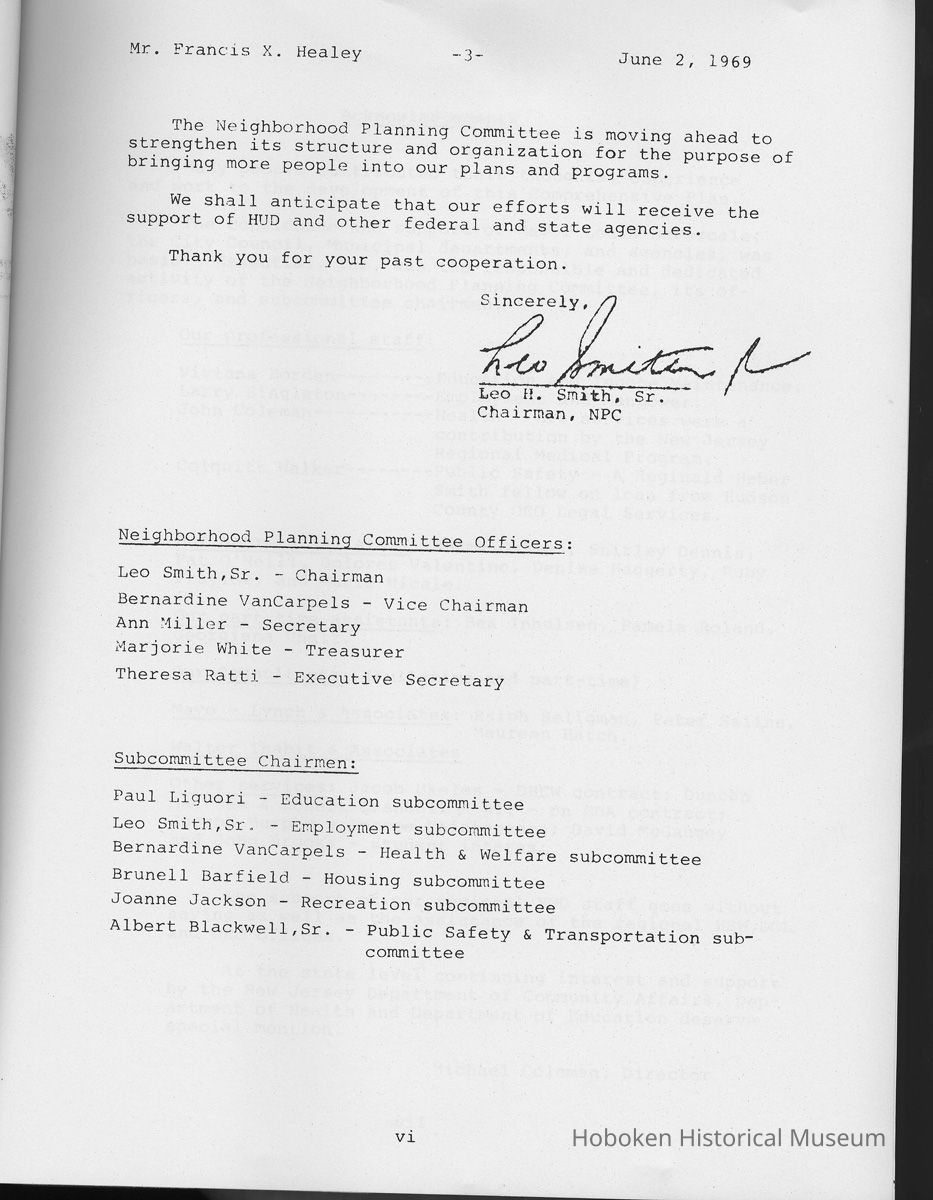 Mr. Francis X. Healey -3- June 2, 1969
The Neighborhood Planning Committee is moving ahead to
strengthen its structure and organization for the purpose of
bringing more people into our plans and programs.
We shall anticipate that our efforts will receive the
support of HUD and other federal and state agencies.
Thank you for your past cooperation.
Sincerely,
Leo Smith Sr
Leo H. Smith, Sr.
Chairman, NPC
Neighborhood Planning Committee Officers:
Leo Smith,Sr. - Chairman
Bernardine VanCarpels - Vice Chairman
Ann Miller - Secretary
Marjorie White - Treasurer
Theresa Ratti - Executive Secretary
Subcommittee Chairmen:
Paul Liguori - Education subcommittee
Leo Smith,Sr. - Employment subcommittee
Bernardine VanCarpels - Health & Welfare subcommittee
Brunell Barfield - Housing subcommittee
Joanne Jackson - Recreation subcommittee
Albert Blackwell,Sr. - Public Safety & Transportation sub-
committee
vi
Hoboken Historical Museum